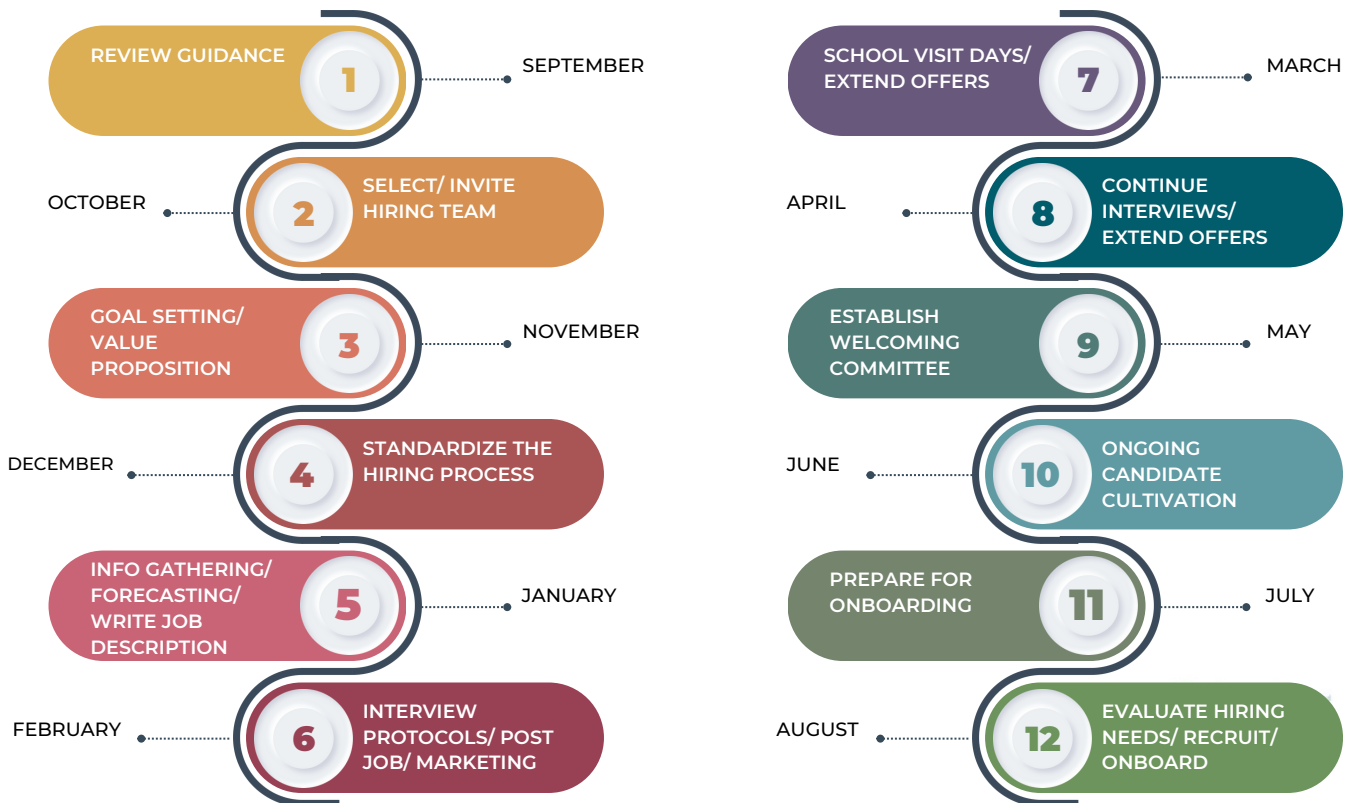 REVIEW GUIDANCE
1
SEPTEMBER
OCTOBER
2
SELECT/ INVITE
HIRING TEAM
GOAL SETTING/
VALUE
PROPOSITION
3
NOVEMBER
DECEMBER
4
STANDARDIZE THE
HIRING PROCESS
INFO GATHERING/
FORECASTING/
WRITE JOB
DESCRIPTION
5
JANUARY
FEBRUARY
6
INTERVIEW
PROTOCOLS/ POST
JOB/ MARKETING
SCHOOL VISIT DAYS/
EXTEND OFFERS
7
MARCH
APRIL
8
CONTINUE
INTERVIEWS/
EXTEND OFFERS
ESTABLISH
WELCOMING
COMMITTEE
9
MAY
JUNE
10
ONGOING
CANDIDATE
CULTIVATION
PREPARE FOR
ONBOARDING
11
JULY
AUGUST
12
EVALUATE HIRING
NEEDS/ RECRUIT/
ONBOARD